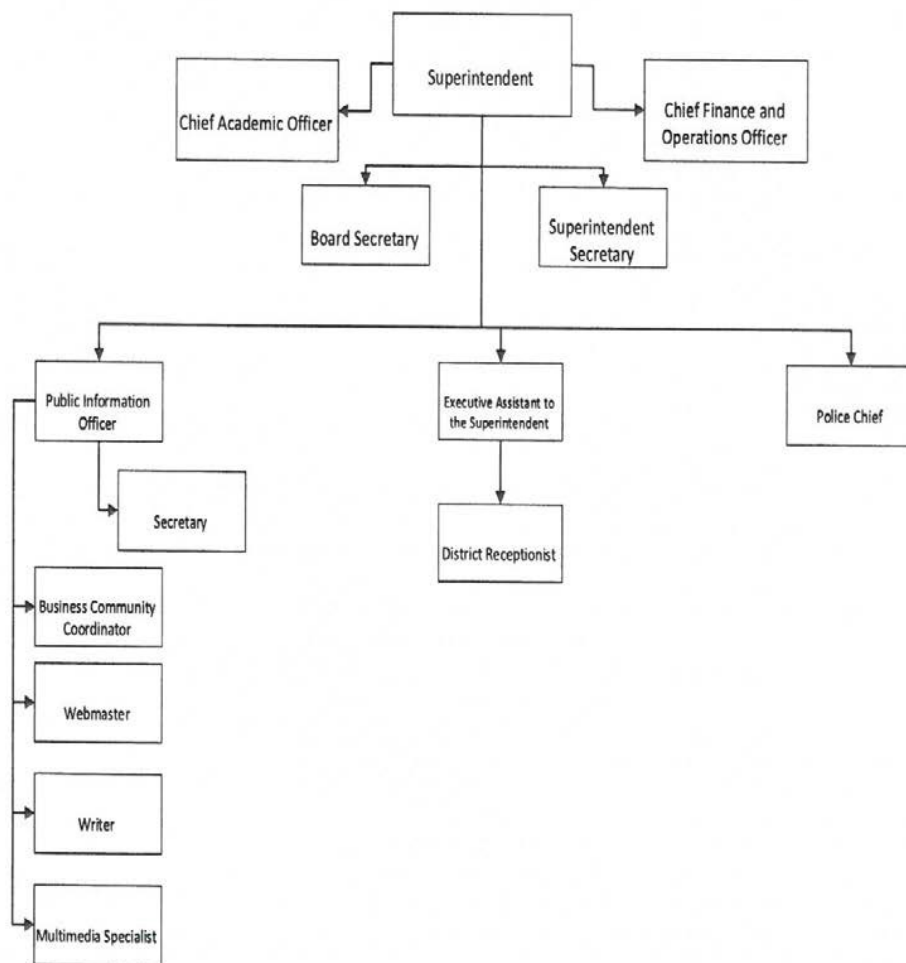 Superintendent
Chief Academic Officer
Chief Finance and
Operations Officer
Board Secretary
Superintendent
Secretary
Public Information
Officer
Executive Assistant to
the Superintendent
Police Chief
Secretary
District Receptionist
Business Community
Coordinator
Webmaster
Writer
Multimedia Specialist